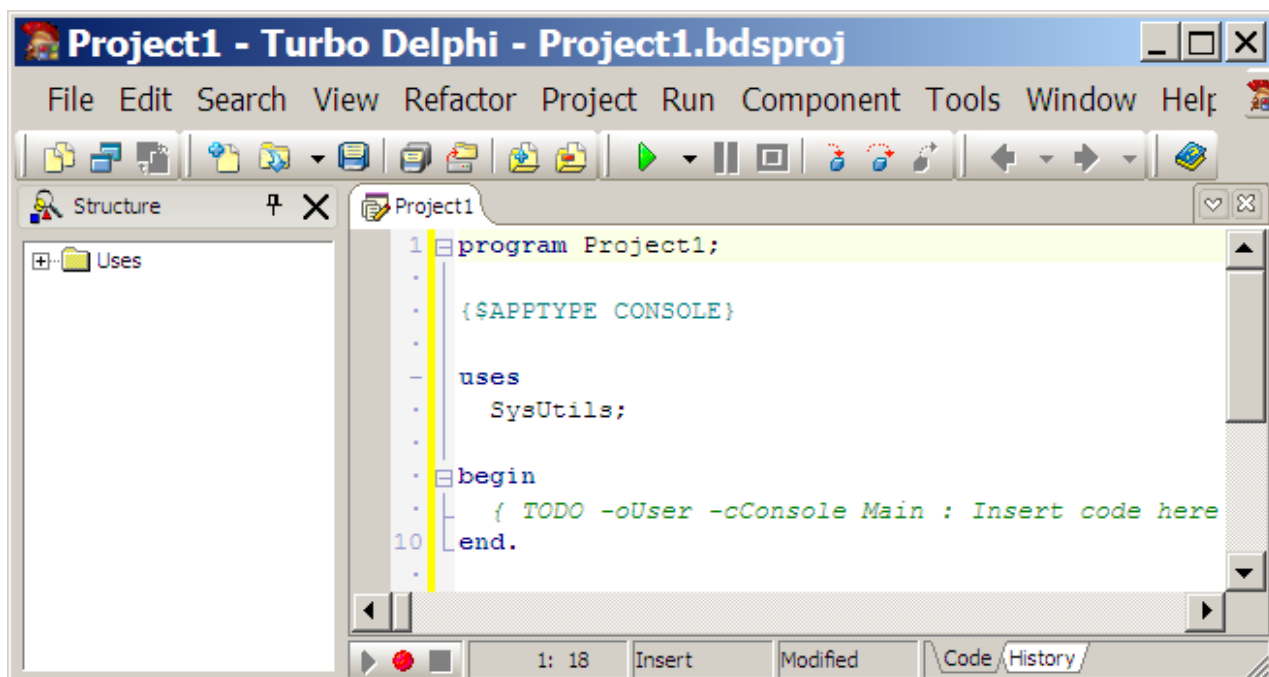 Project1 - Turbo Delphi - Project1.bdsproj
File Edit Search View Refactor Project Run Component Tools Window Help
Structure
Project1
Uses
1 program Project1;
{$APPTYPE CONSOLE}
uses
SysUtils;
begin
{ TODO -oUser -cConsole Main : Insert code here
10 end.
1: 18 Insert Modified Code History